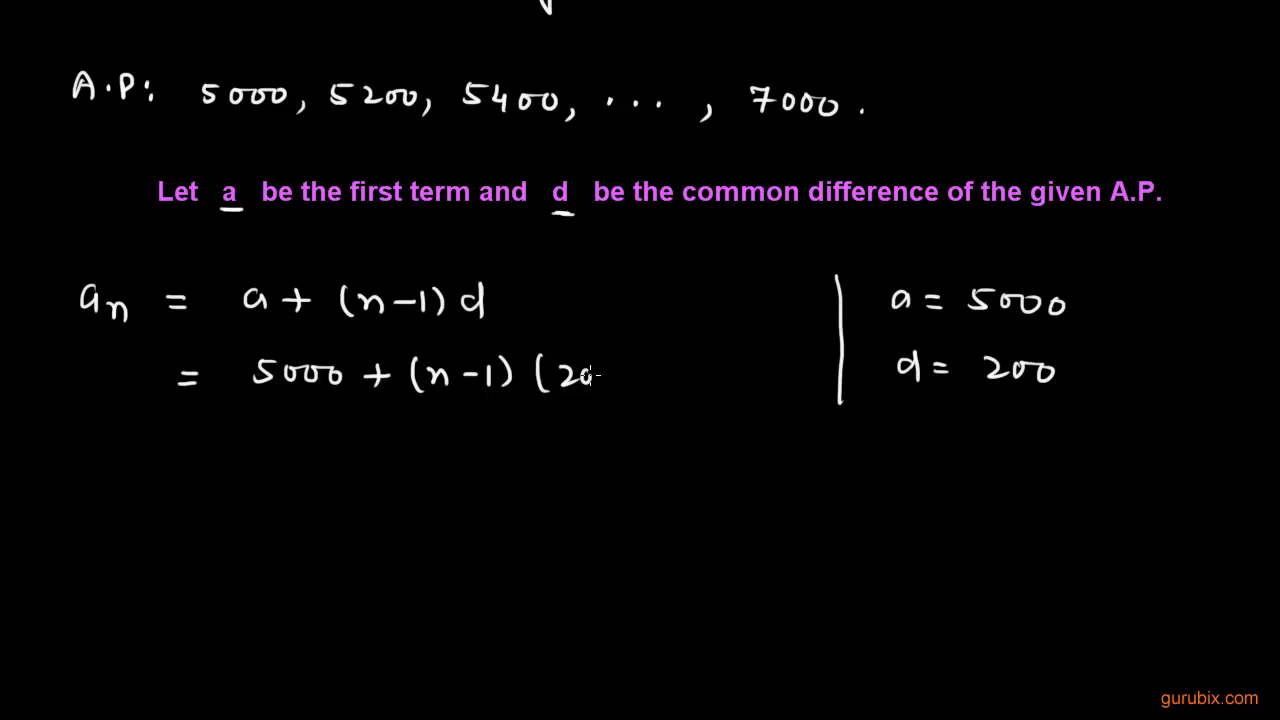 A.P: 5000, 5200, 5400, ..., 7000.
Let a be the first term and d be the common difference of the given A.P.
an = a + (n-1) d
= 5000 + (n-1) (20
a = 5000
d = 200
gurubix.com